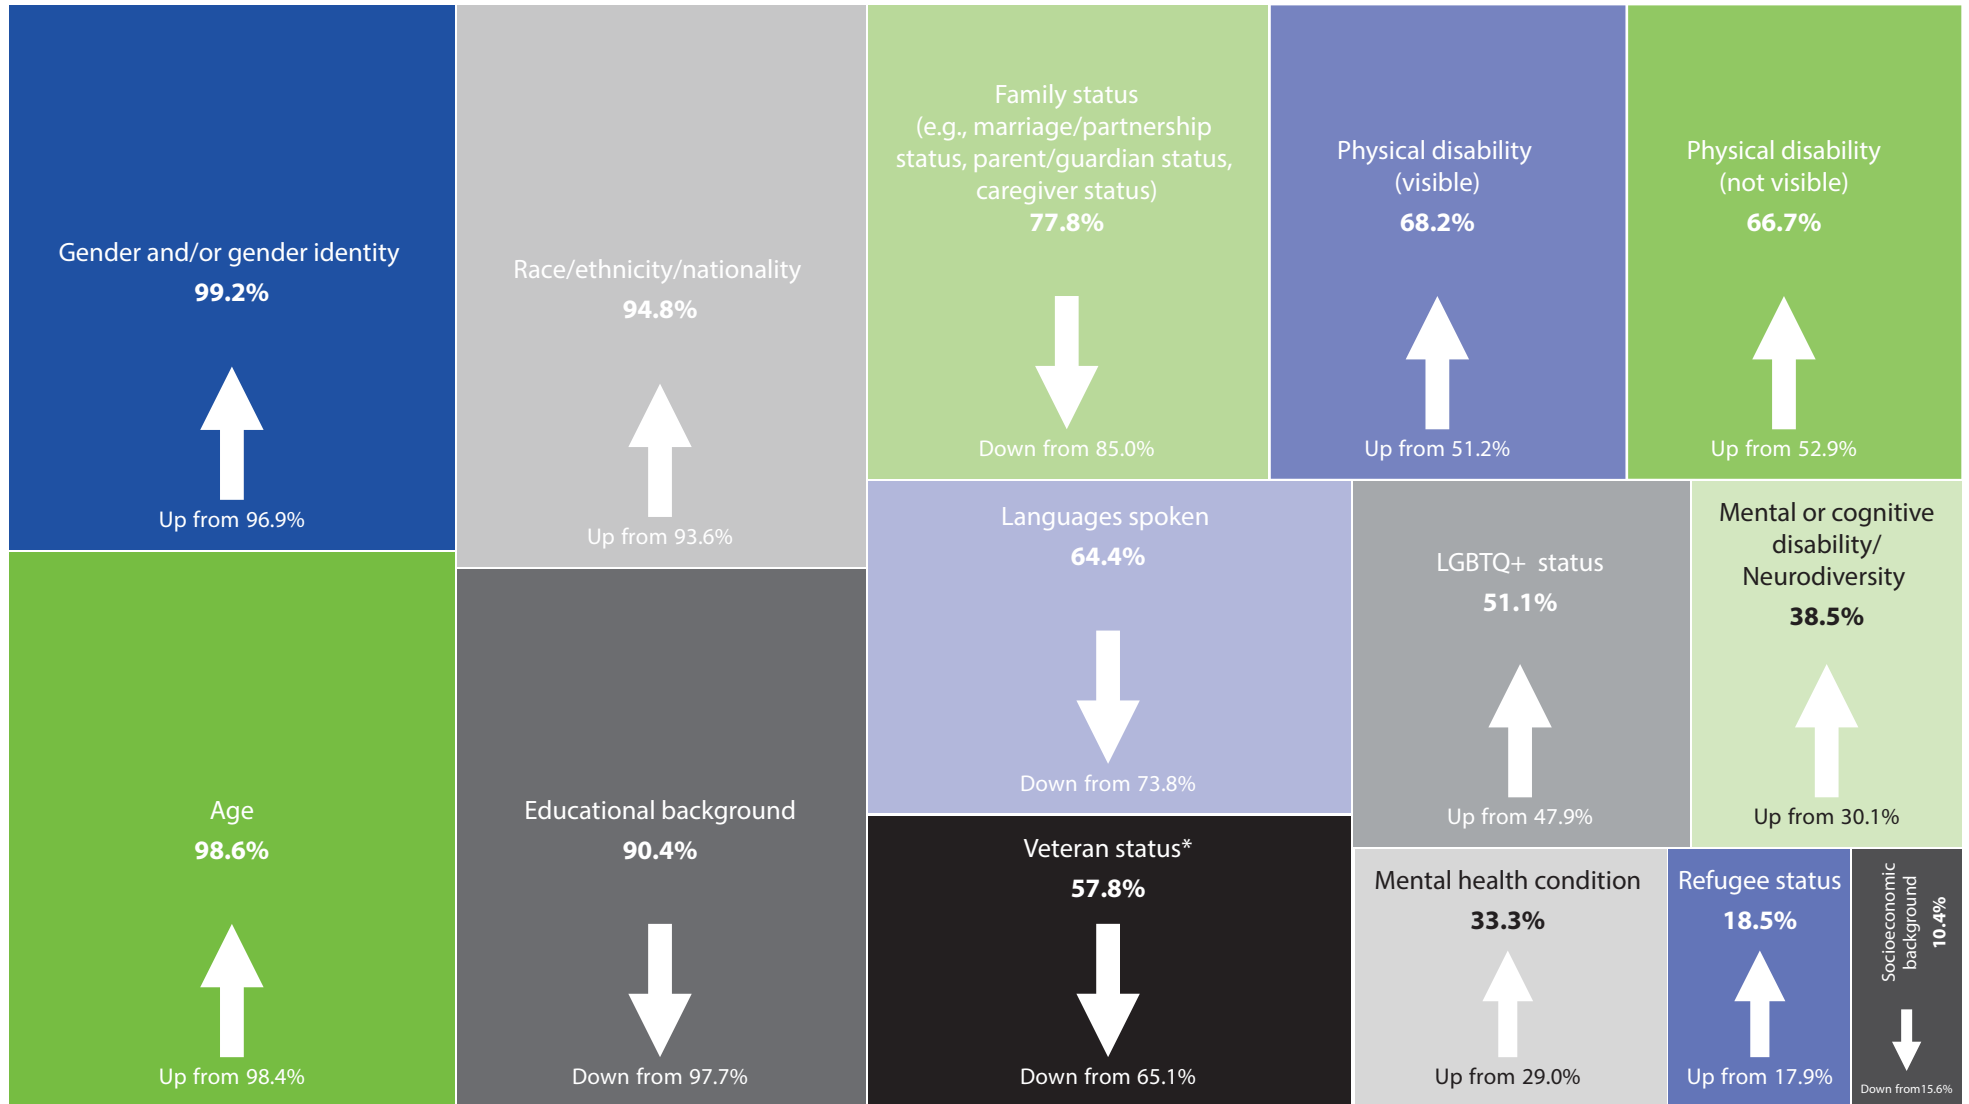 Gender and/or gender identity
99.2%
Up from 96.9%
Age
98.6%
Up from 98.4%
Race/ethnicity/nationality
94.8%
Up from 93.6%
Educational background
90.4%
Down from 97.7%
Family status
(e.g., marriage/partnership
status, parent/guardian status,
caregiver status)
77.8%
Down from 85.0%
Physical disability
(visible)
68.2%
Up from 51.2%
Physical disability
(not visible)
66.7%
Up from 52.9%
Languages spoken
64.4%
Down from 73.8%
Veteran status*
57.8%
Down from 65.1%
LGBTQ+  status
51.1%
Up from 47.9%
Mental or cognitive
disability/
Neurodiversity
38.5%
Up from 30.1%
Mental health condition
33.3%
Up from 29.0%
Refugee status
18.5%
Up from 17.9%
Socioeconomic
background
10.4%
Down from15.6%